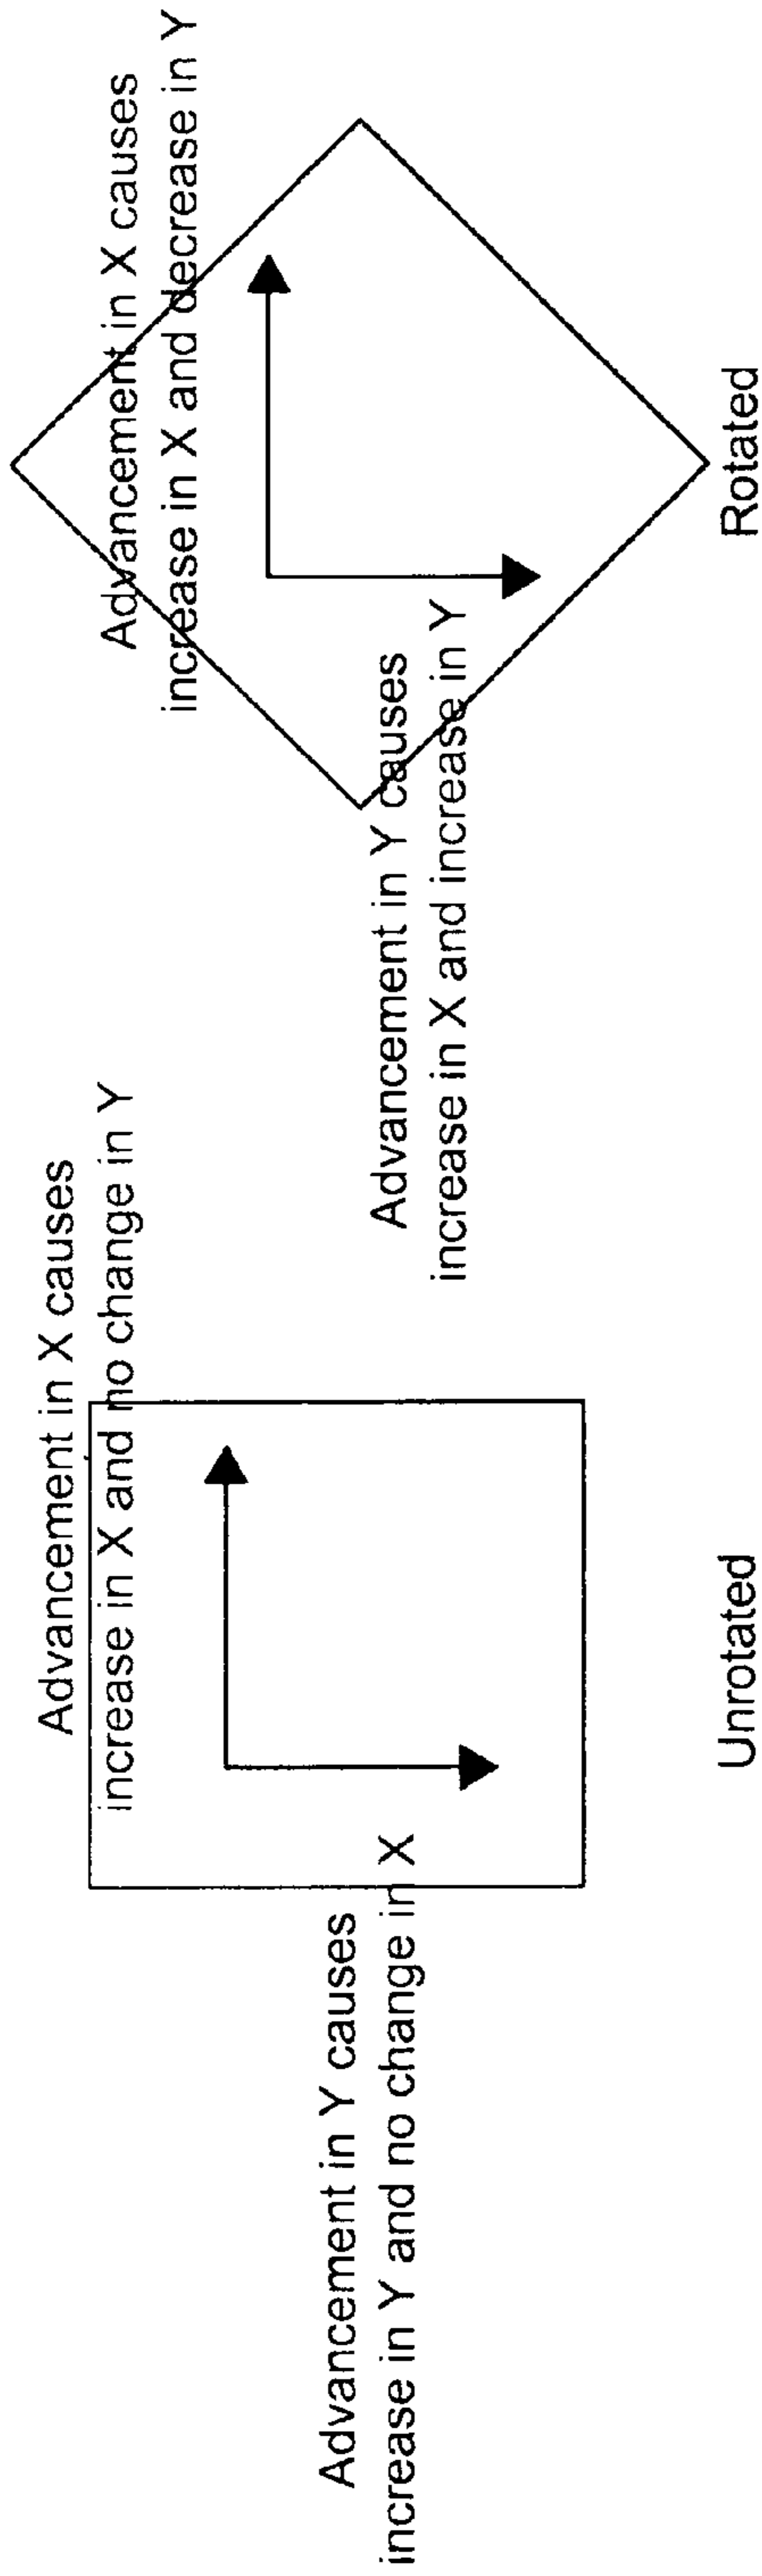 Advancement in Y causes
increase in Y and no change in X
Advancement in X causes
increase in X and no change in Y
Unrotated
Advancement in Y causes
increase in X and increase in Y
Advancement in X causes
increase in X and decrease in Y
Rotated